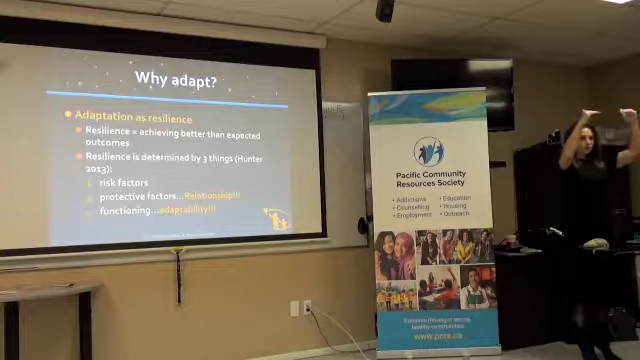 Why adapt?
Adaptation as resilience
Resilience = achieving better than expected
outcomes
Resilience is determined by 3 things (Hunter
2013):
risk factors
protective factors...Relationship!!!
functioning...adaptability!!!
Pacific Community
Resources Society
• Addictions
• Counselling
• Employment
• Education
• Housing
• Outreach
healthy communities
www.pcrs.ca